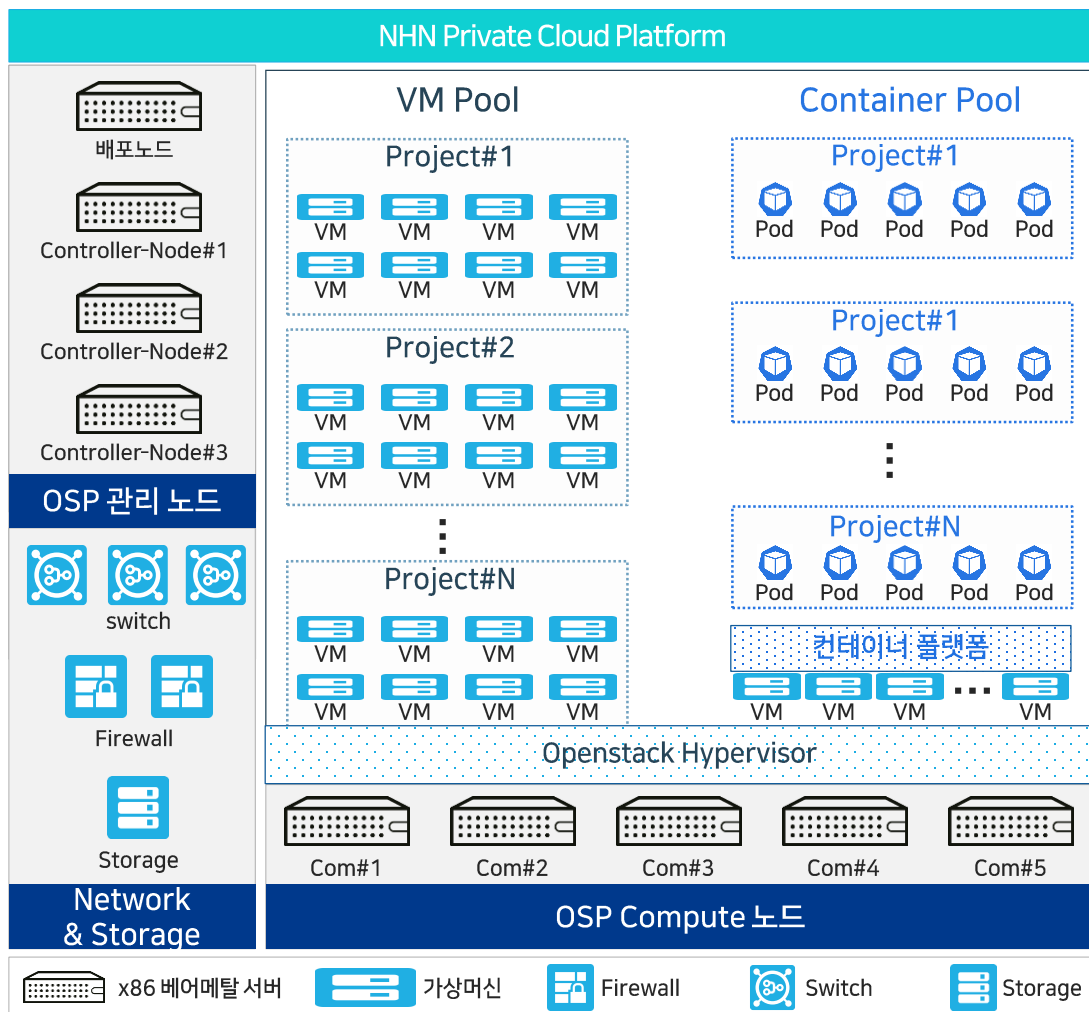 NHN Private Cloud Platform
배포노드
Controller-Node#1
Controller-Node#2
Controller-Node#3
OSP 관리 노드
switch
Firewall
Storage
Network
& Storage
VM Pool
Project#1
VM VM VM VM
VM VM VM VM
Project#2
VM VM VM VM
VM VM VM VM
Project#N
VM VM VM VM
VM VM VM VM
Container Pool
Project#1
Pod Pod Pod Pod Pod
Project#1
Pod Pod Pod Pod Pod
Project#N
Pod Pod Pod Pod Pod
컨테이너 플랫폼
VM VM VM VM
Openstack Hypervisor
Com#1 Com#2 Com#3 Com#4 Com#5
OSP Compute 노드
x86 베어메탈 서버 가상머신 Firewall Switch Storage